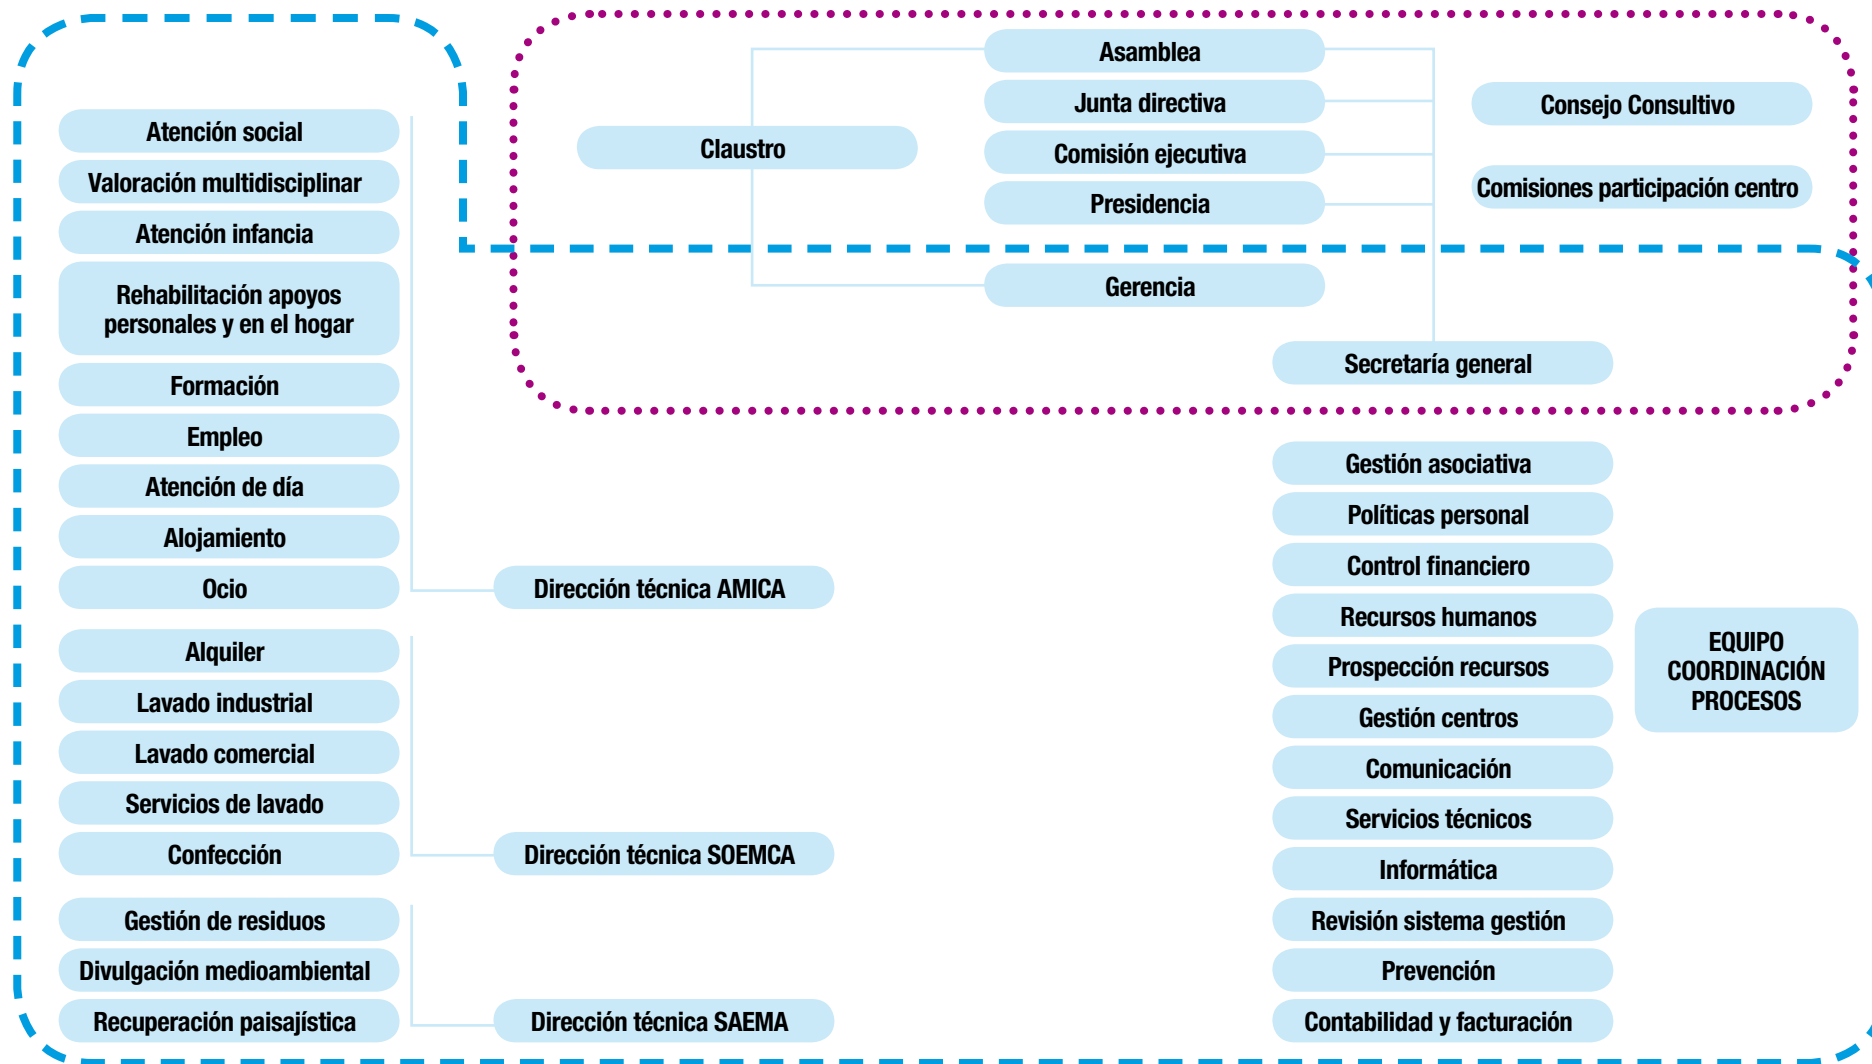 Asamblea
Junta directiva
Comisión ejecutiva
Presidencia
Claustro
Consejo Consultivo
Comisiones participación centro
Gerencia
Secretaría general
Atención social
Valoración multidisciplinar
Atención infancia
Rehabilitación apoyos
personales y en el hogar
Formación
Empleo
Atención de día
Alojamiento
Ocio
Dirección técnica AMICA
Alquiler
Lavado industrial
Lavado comercial
Servicios de lavado
Confección
Dirección técnica SOEMCA
Gestión de residuos
Divulgación medioambiental
Recuperación paisajística
Dirección técnica SAEMA
Gestión asociativa
Políticas personal
Control financiero
Recursos humanos
Prospección recursos
Gestión centros
Comunicación
Servicios técnicos
Informática
Revisión sistema gestión
Prevención
Contabilidad y facturación
EQUIPO
COORDINACIÓN
PROCESOS